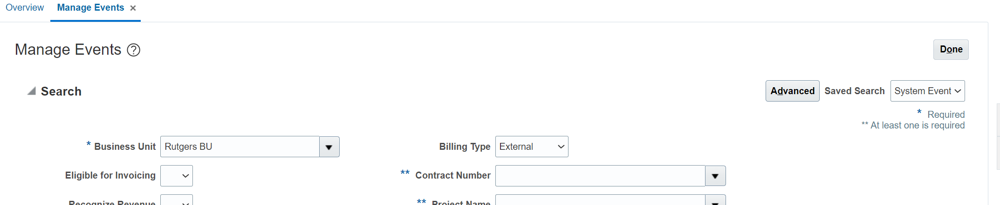 Overview Manage Events ×
Manage Events ?
Done
Search
Advanced Saved Search System Event
* Required
** At least one is required
* Business Unit Rutgers BU
Billing Type External
Eligible for Invoicing
** Contract Number
Recognize Revenue
** Project Name